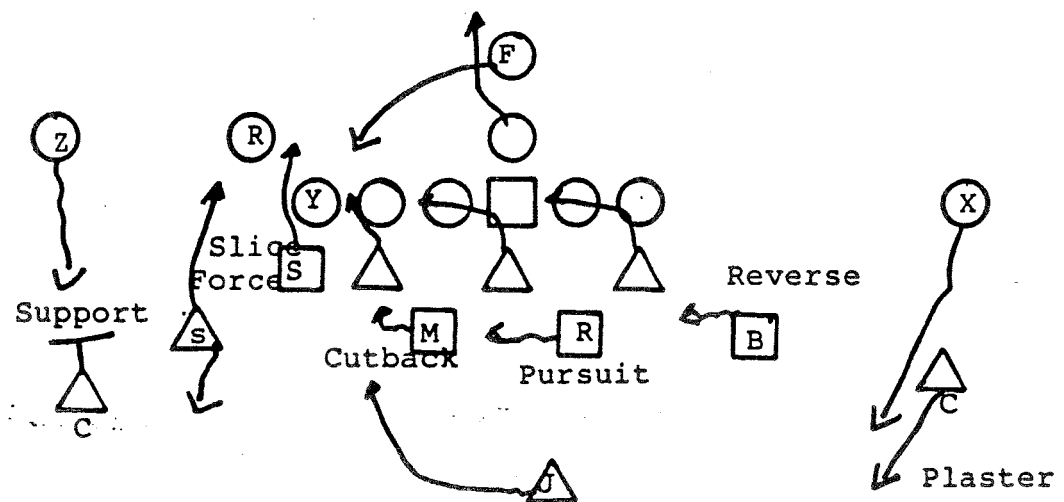 F
Z R
Y X
Slice
Force S
Reverse
Support
s M R B
Cutback
Pursuit
C C
J
Plaster